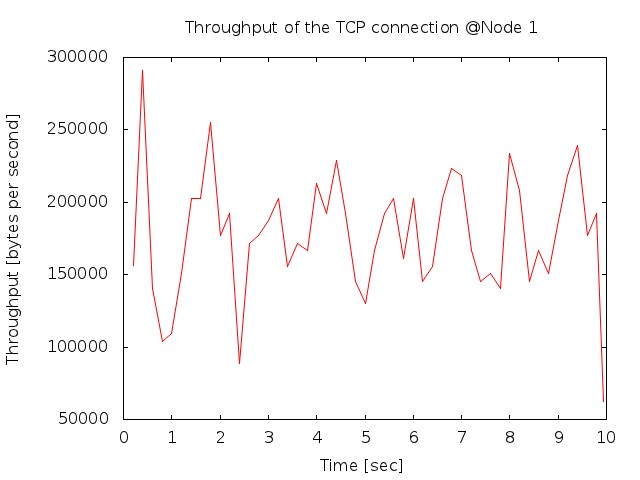 Throughput of the TCP connection @Node 1
300000
250000
200000
150000
100000
50000
Throughput [bytes per second]
0 1 2 3 4 5 6 7 8 9 10
Time [sec]